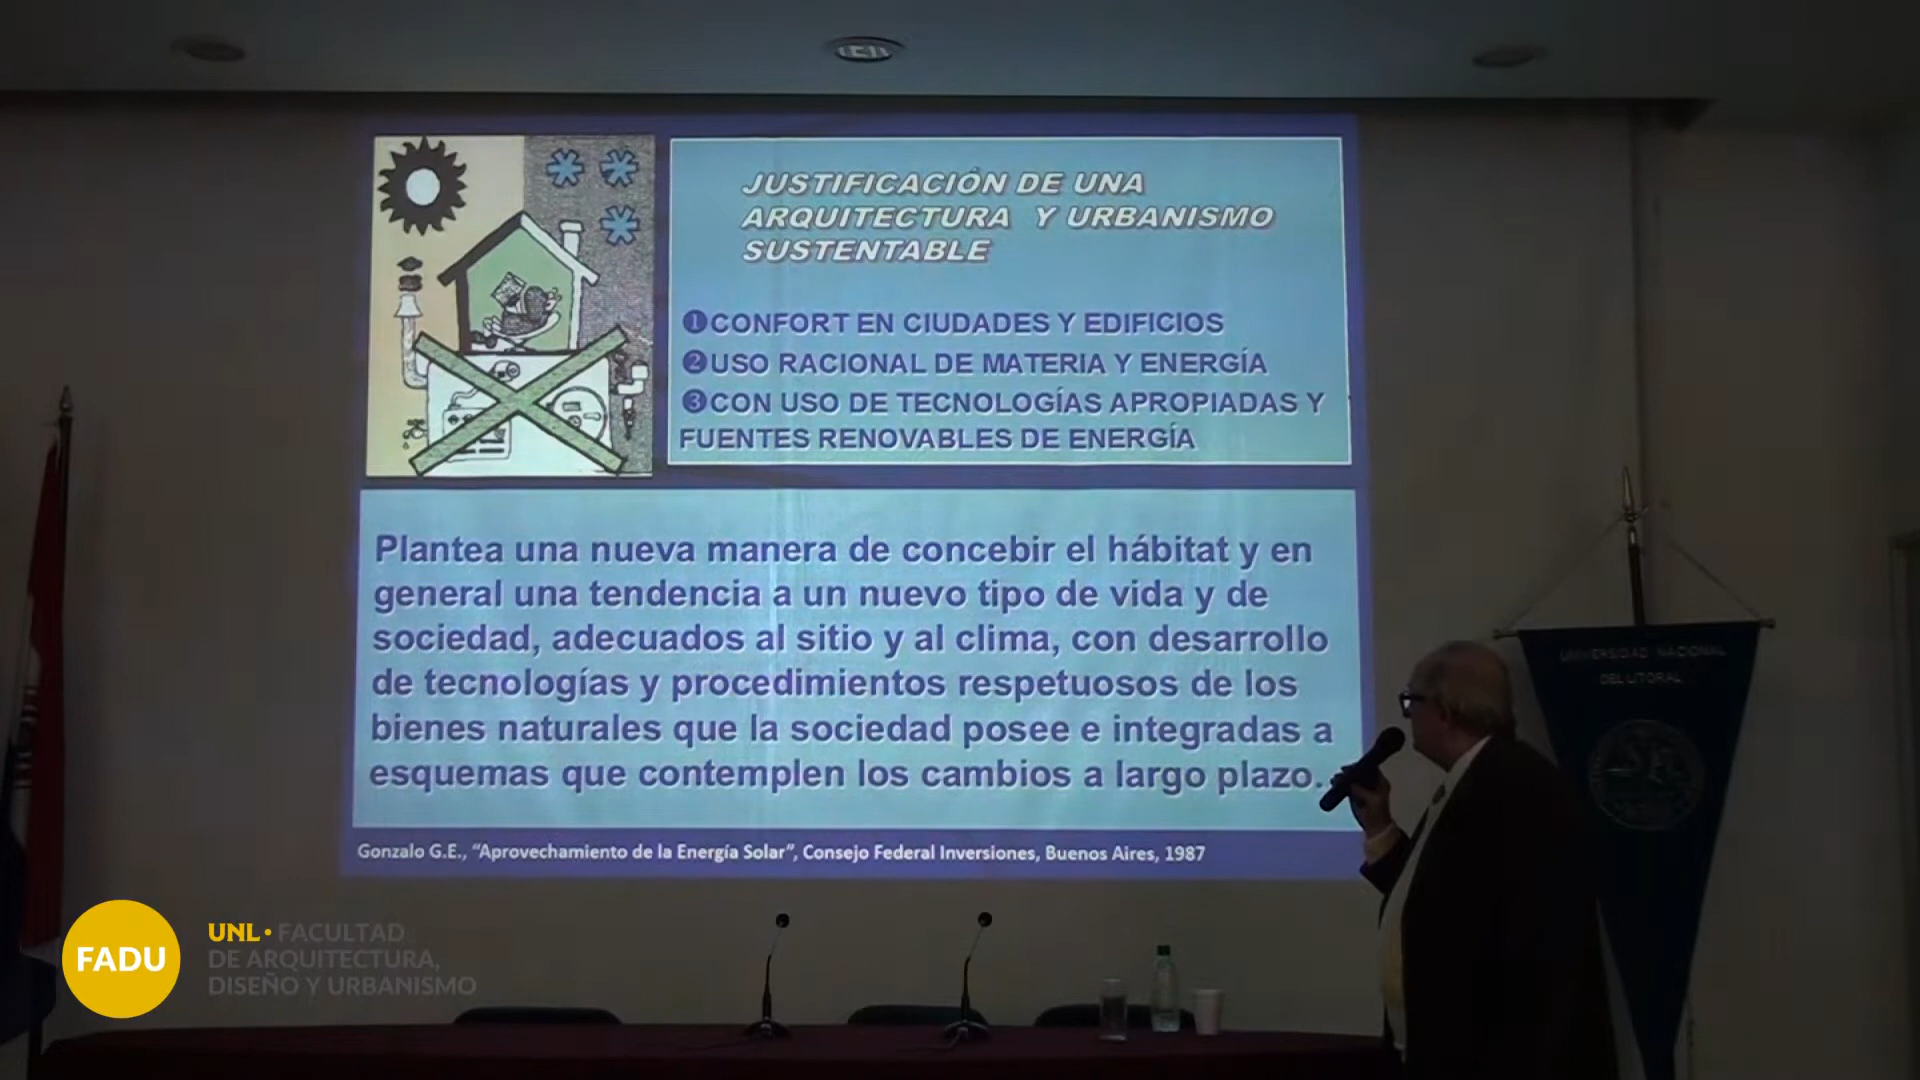 JUSTIFICACIÓN DE UNA
ARQUITECTURA Y URBANISMO
SUSTENTABLE
❶CONFORT EN CIUDADES Y EDIFICIOS
❷USO RACIONAL DE MATERIA Y ENERGÍA
❸CON USO DE TECNOLOGÍAS APROPIADAS Y
FUENTES RENOVABLES DE ENERGÍA
Plantea una nueva manera de concebir el hábitat y en
general una tendencia a un nuevo tipo de vida y de
sociedad, adecuados al sitio y al clima, con desarrollo
de tecnologías y procedimientos respetuosos de los
bienes naturales que la sociedad posee e integradas a
esquemas que contemplen los cambios a largo plazo.
Gonzalo G.E., “Aprovechamiento de la Energía Solar”, Consejo Federal Inversiones, Buenos Aires, 1987
UNIVERSIDAD NACIONAL
DEL LITORAL
FADU
UNL• FACULTAD
DE ARQUITECTURA,
DISEÑO Y URBANISMO